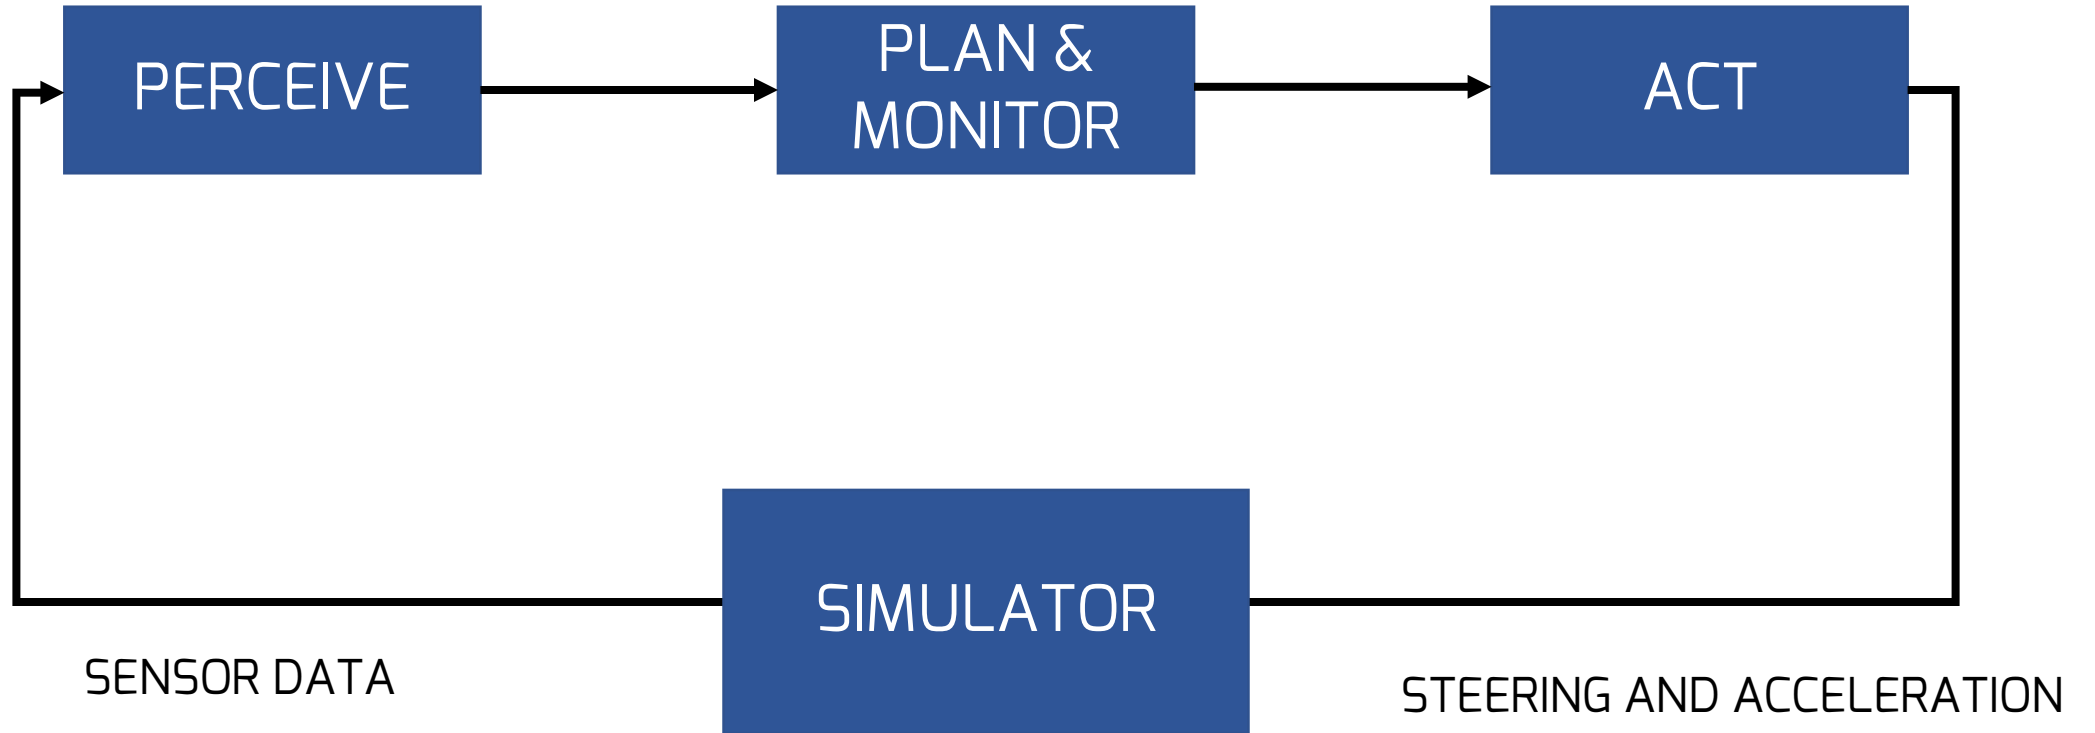 PERCEIVE
PLAN &
MONITOR
ACT
SIMULATOR
SENSOR DATA
STEERING AND ACCELERATION